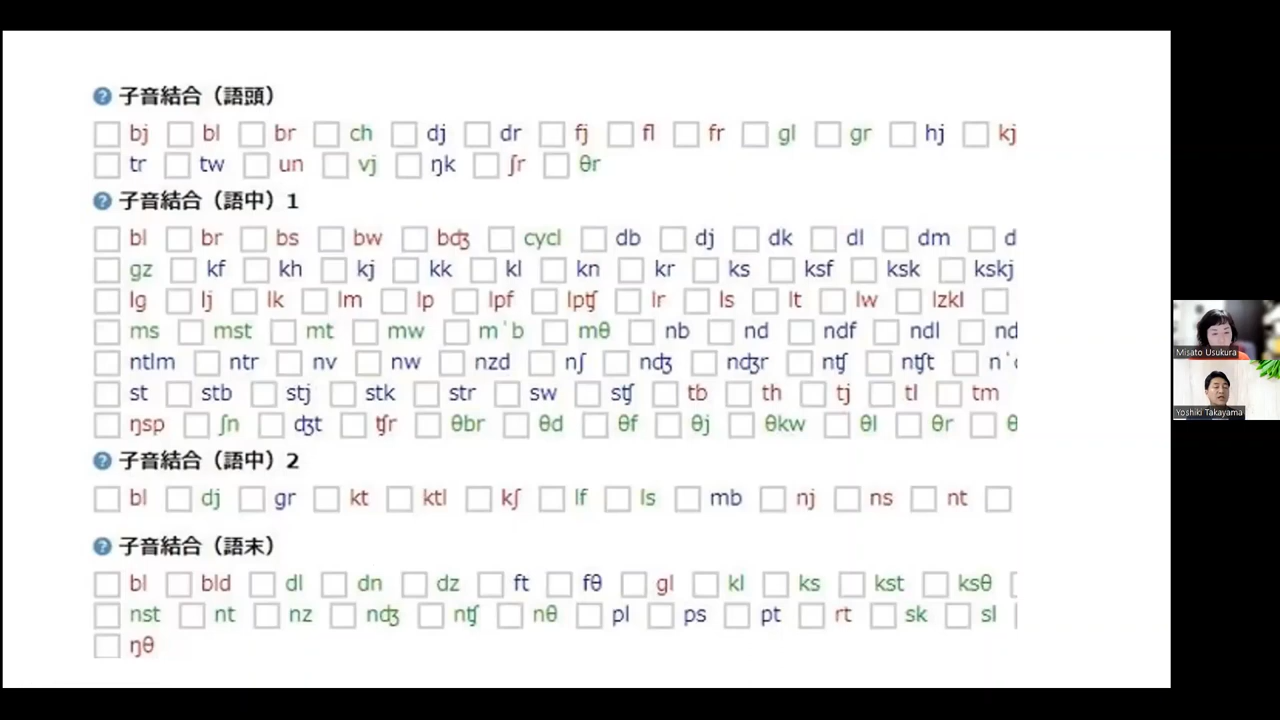 子音結合（語頭）
bj bl br ch dj dr fj fl fr gl gr hj kj
tr tw un vj ŋk ʃr θr
子音結合（語中）1
bl br bs bw bʤ cycl db dj dk dl dm d
gz kf kh kj kk kl kn kr ks ksf ksk kskj
lg lj lk lm lp lpf lpʧ lr ls lt lw lzkl
ms mst mt mw mˈb mθ nb nd ndf ndl nd
ntlm ntr nv nw nzd nʃ nʤ nʤr nʧ nʧt nˈ
st stb stj stk str sw sʧ tb th tj tl tm
ŋsp ʃn ʤt ʧr θbr θd θf θj θkw θl θr θ
子音結合（語中）2
bl dj gr kt ktl kʃ lf ls mb nj ns nt
子音結合（語末）
bl bld dl dn dz ft fθ gl kl ks kst ksθ
nst nt nz nʤ nʧ nθ pl ps pt rt sk sl
ŋθ
Misato Usukura
Yoshiki Takayama